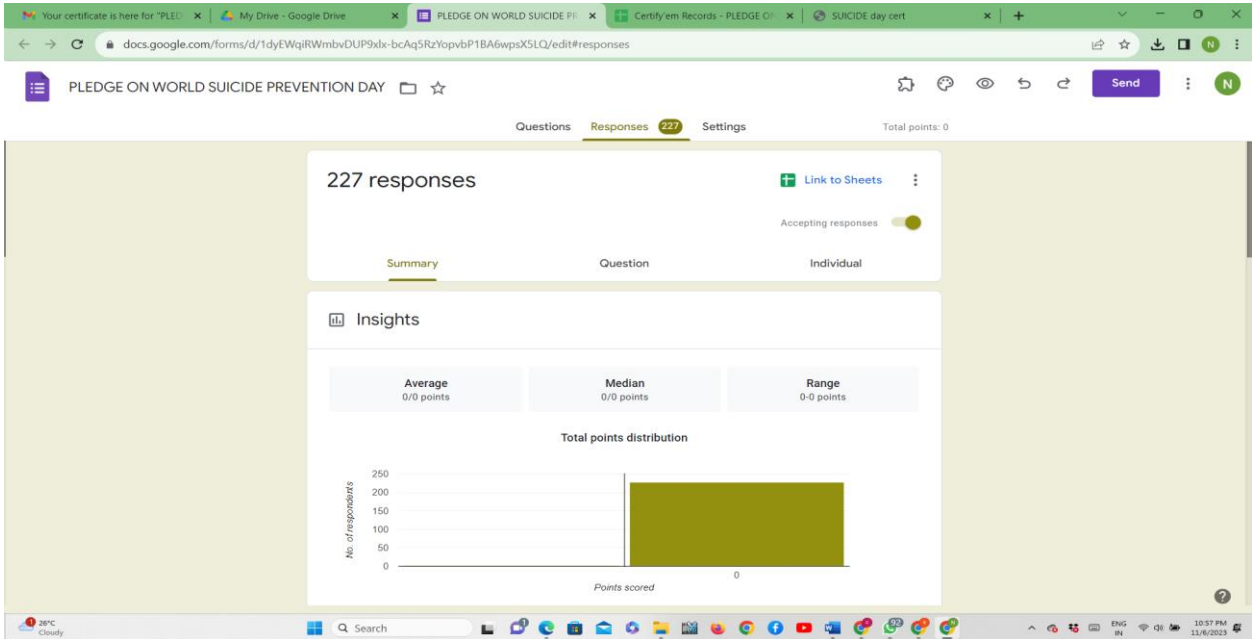 Your certificate is here for "PLED
My Drive - Google Drive
PLEDGE ON WORLD SUICIDE PR
Certify'em Records - PLEDGE ON
SUICIDE day cert
docs.google.com/forms/d/1dyEWqiRWmbvDUP9xlx-bcAq5RzYopvbP1BA6wpsX5LQ/edit#responses
N
PLEDGE ON WORLD SUICIDE PREVENTION DAY
Send
N
Questions
Responses 227
Settings
Total points: 0
227 responses
Link to Sheets
Accepting responses
Summary
Question
Individual
Insights
Average
0/0 points
Median
0/0 points
Range
0-0 points
Total points distribution
No. of respondents
250
200
150
100
50
0
0
Points scored
26°C
Cloudy
Search
ENG
IN
10:57 PM
11/6/2023